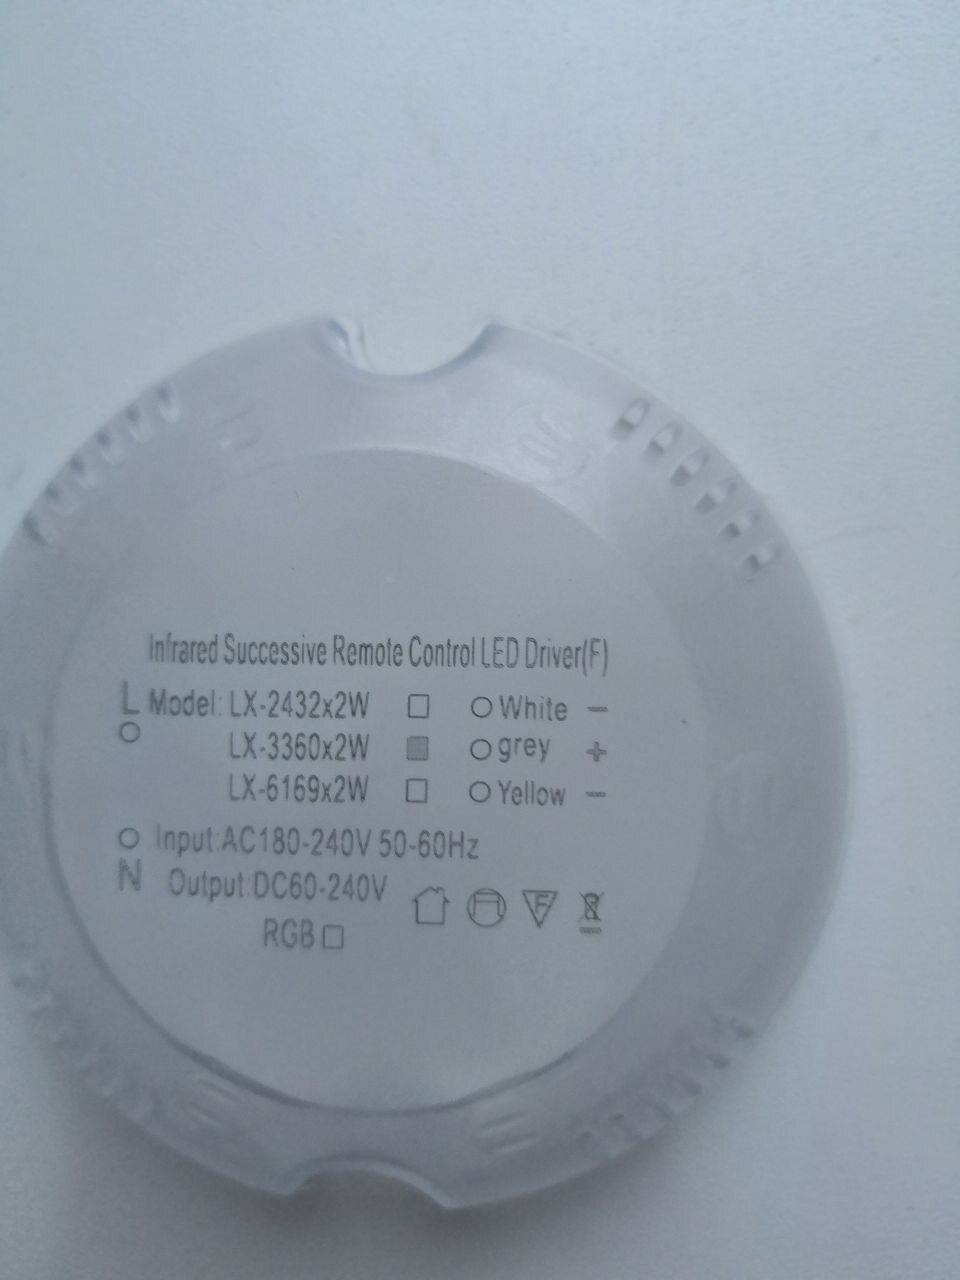 Infrared Successive Remote Control LED Driver(F)
L Model: LX-2432x2W □ ○ White −
○ LX-3360x2W ■ ○ grey +
LX-6169x2W □ ○ Yellow −
○ Input:AC180-240V 50-60Hz
N Output:DC60-240V
F
RGB □